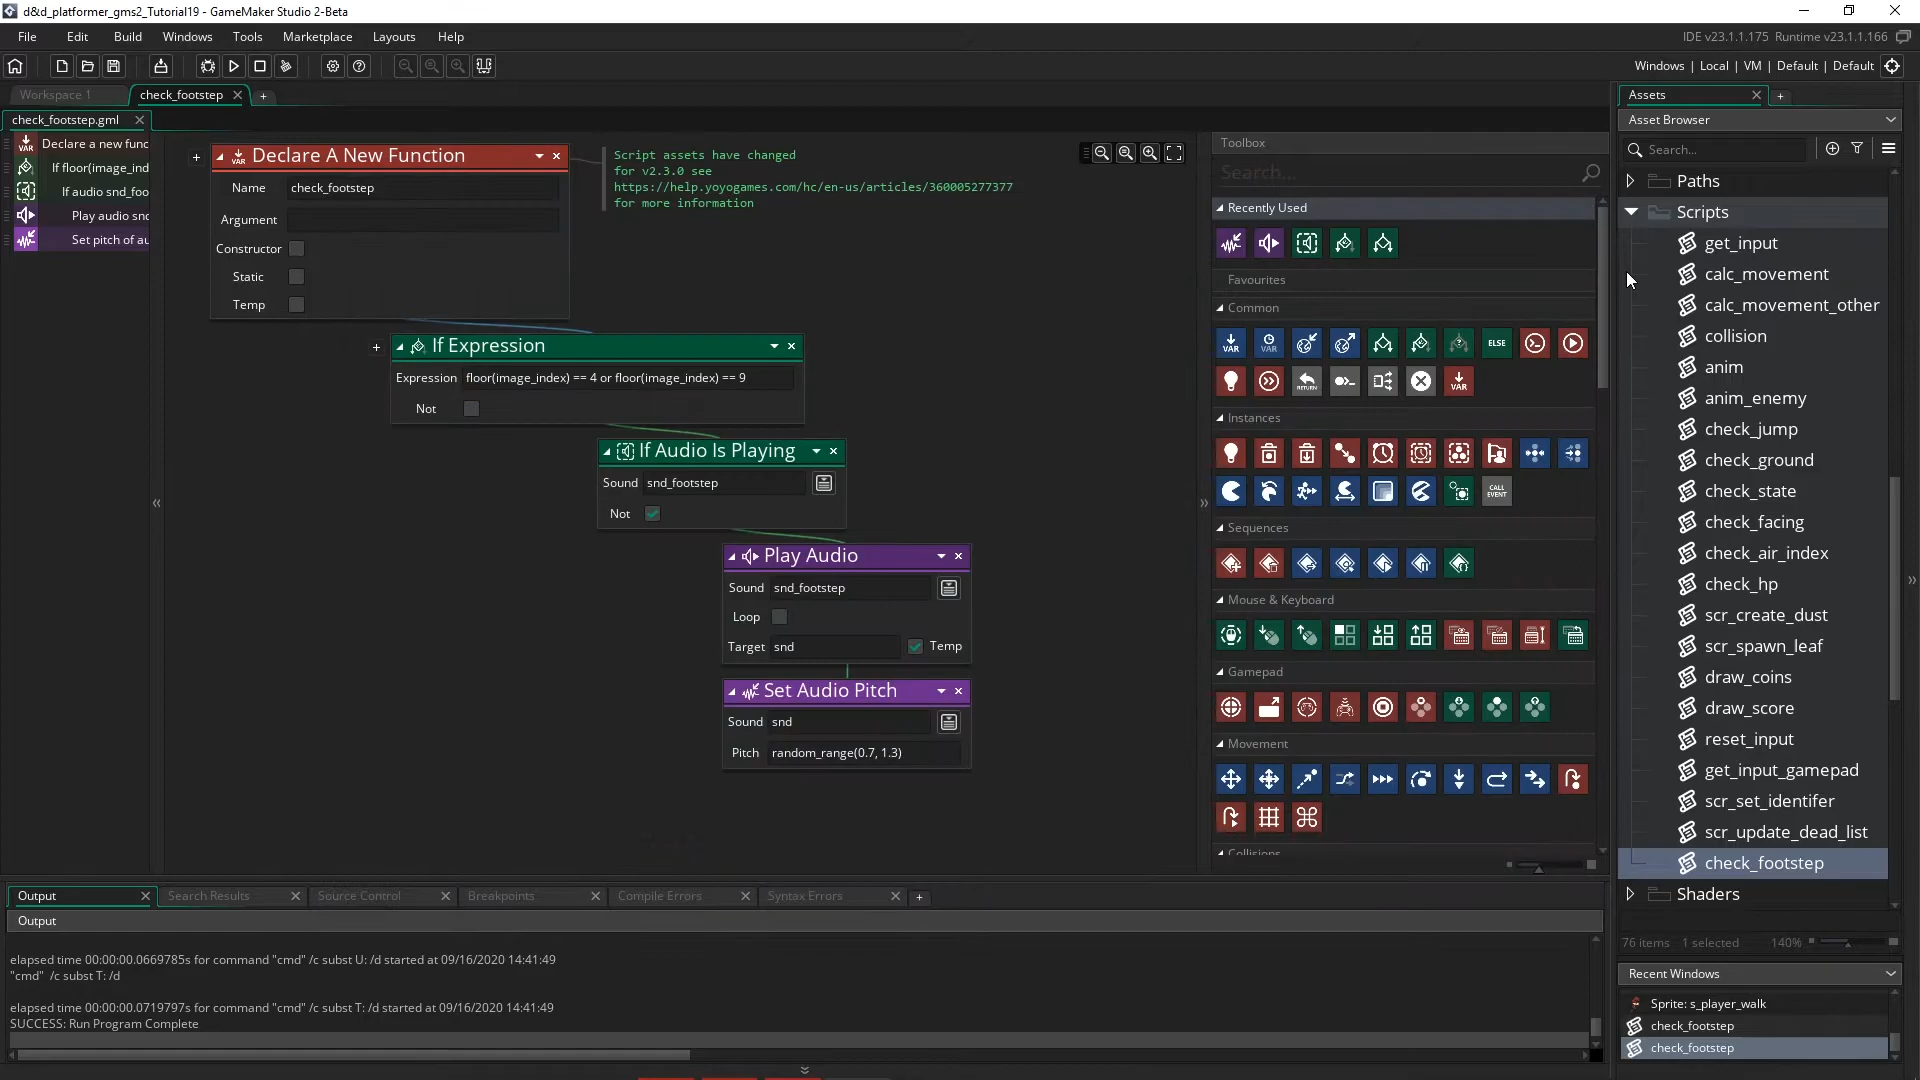 d&d_platformer_gms2_Tutorial19 - GameMaker Studio 2-Beta
File Edit Build Windows Tools Marketplace Layouts Help
IDE v23.1.1.175 Runtime v23.1.1.166
Windows | Local | VM | Default | Default
Workspace 1
check_footstep
check_footstep.gml
Declare a new func
If floor(image_ind
If audio snd_foo
Play audio snd
Set pitch of au
VAR Declare A New Function
Name check_footstep
Argument
Constructor
Static
Temp
Script assets have changed
for v2.3.0 see
https://help.yoyogames.com/hc/en-us/articles/360005277377
for more information
If Expression
Expression floor(image_index) == 4 or floor(image_index) == 9
Not
If Audio Is Playing
Sound snd_footstep
Not
Play Audio
Sound snd_footstep
Loop
Target snd
Temp
Set Audio Pitch
Sound snd
Pitch random_range(0.7, 1.3)
Toolbox
Search...
Recently Used
Favourites
Common
VAR VAR ELSE
RETURN VAR
Instances
CALL EVENT
Sequences
Mouse & Keyboard
Gamepad
Movement
Collisions
Assets
Asset Browser
Search...
Paths
Scripts
get_input
calc_movement
calc_movement_other
collision
anim
anim_enemy
check_jump
check_ground
check_state
check_facing
check_air_index
check_hp
scr_create_dust
scr_spawn_leaf
draw_coins
draw_score
reset_input
get_input_gamepad
scr_set_identifer
scr_update_dead_list
check_footstep
Shaders
76 items 1 selected 140%
Recent Windows
Sprite: s_player_walk
check_footstep
check_footstep
Output Search Results Source Control Breakpoints Compile Errors Syntax Errors
Output
elapsed time 00:00:00.0669785s for command "cmd" /c subst U: /d started at 09/16/2020 14:41:49
"cmd" /c subst T: /d
elapsed time 00:00:00.0719797s for command "cmd" /c subst T: /d started at 09/16/2020 14:41:49
SUCCESS: Run Program Complete